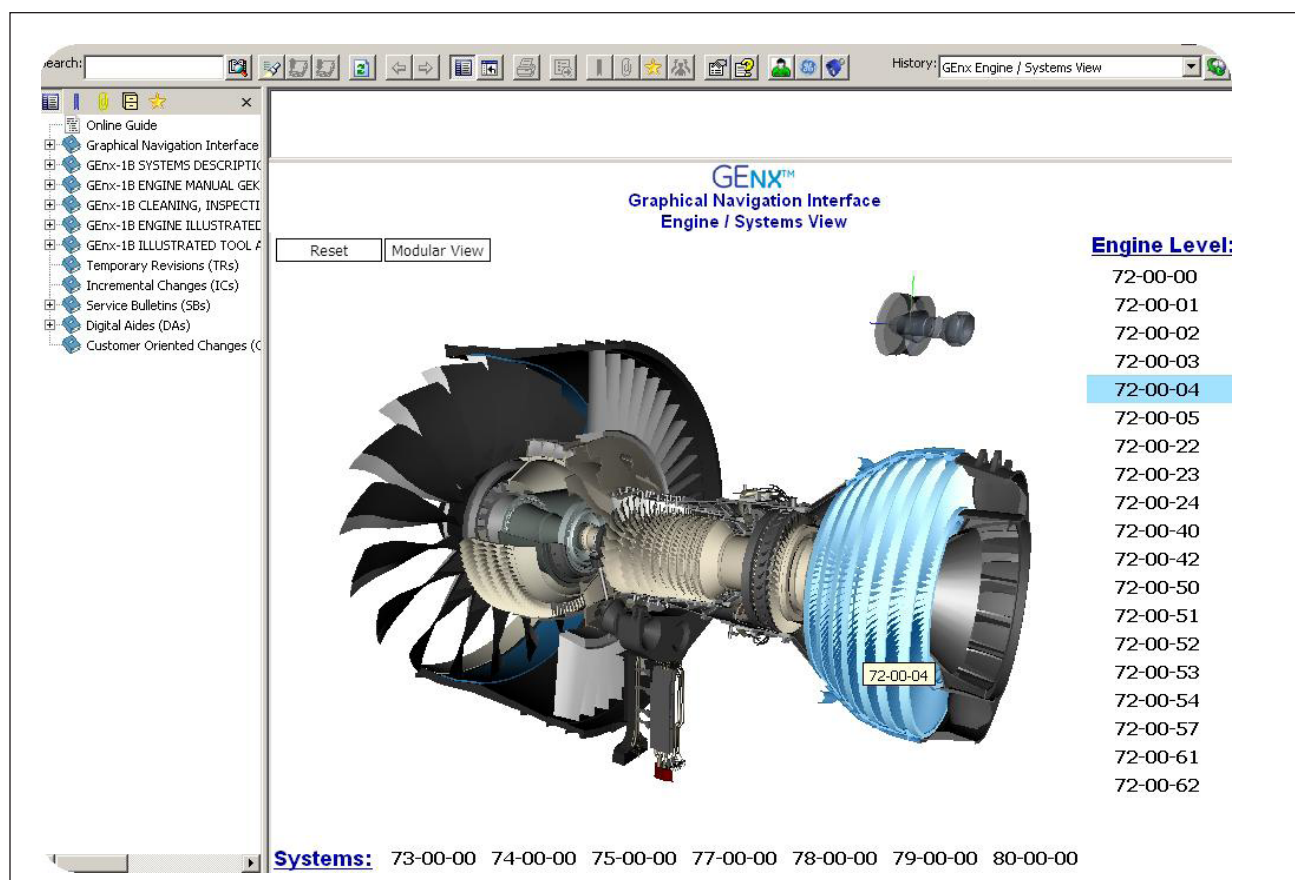 earch:
History: GEnx Engine / Systems View
Online Guide
Graphical Navigation Interface
GEnx-1B SYSTEMS DESCRIPTIO
GEnx-1B ENGINE MANUAL GEK
GEnx-1B CLEANING, INSPECTI
GEnx-1B ENGINE ILLUSTRATED
GEnx-1B ILLUSTRATED TOOL A
Temporary Revisions (TRs)
Incremental Changes (ICs)
Service Bulletins (SBs)
Digital Aides (DAs)
Customer Oriented Changes (C
GENX™
Graphical Navigation Interface
Engine / Systems View
Reset
Modular View
Engine Level:
72-00-00
72-00-01
72-00-02
72-00-03
72-00-04
72-00-05
72-00-22
72-00-23
72-00-24
72-00-40
72-00-42
72-00-50
72-00-51
72-00-52
72-00-53
72-00-54
72-00-57
72-00-61
72-00-62
72-00-04
Systems: 73-00-00 74-00-00 75-00-00 77-00-00 78-00-00 79-00-00 80-00-00